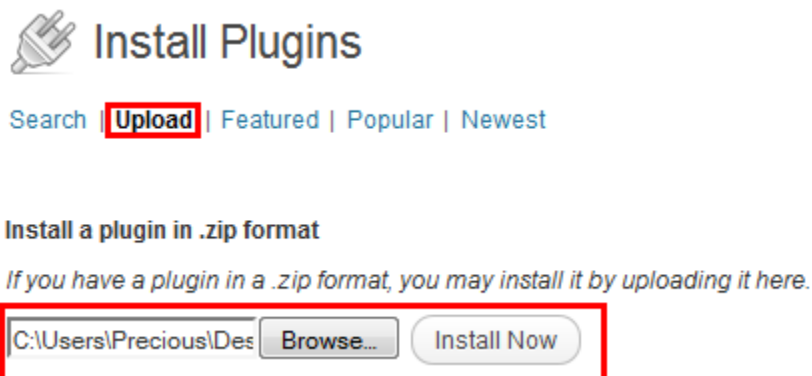 Install Plugins
Search | Upload | Featured | Popular | Newest
Install a plugin in .zip format
If you have a plugin in a .zip format, you may install it by uploading it here.
C:\Users\Precious\Des Browse... Install Now